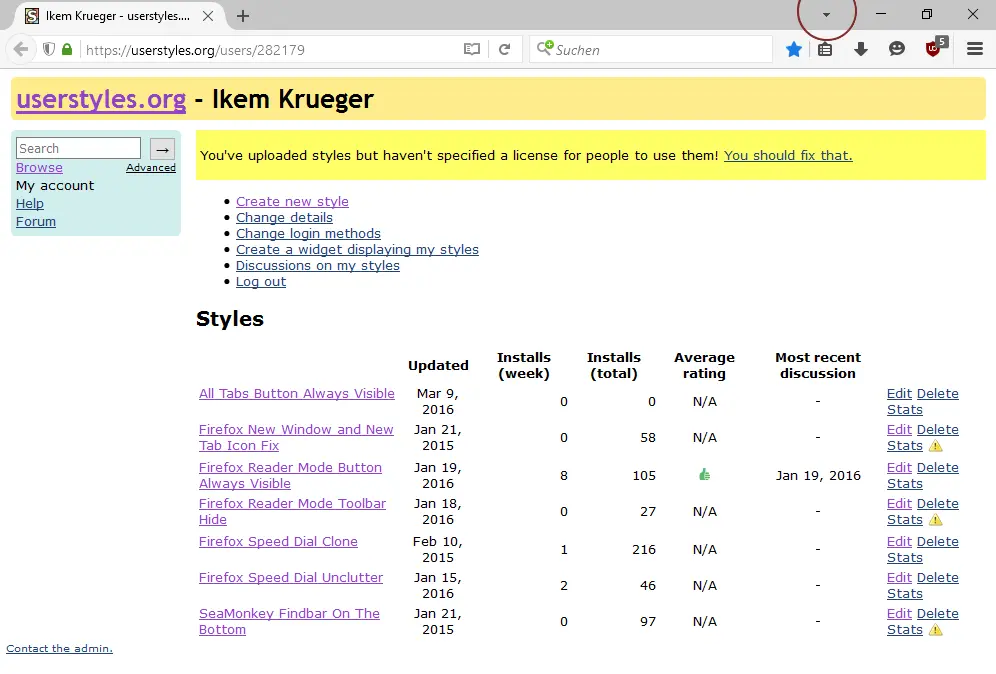 Ikem Krueger - userstyles....
https://userstyles.org/users/282179
Suchen
5
userstyles.org - Ikem Krueger
Search →
Browse Advanced
My account
Help
Forum
You've uploaded styles but haven't specified a license for people to use them! You should fix that.
Create new style
Change details
Change login methods
Create a widget displaying my styles
Discussions on my styles
Log out
Styles
Updated Installs (week) Installs (total) Average rating Most recent discussion
All Tabs Button Always Visible Mar 9, 2016 0 0 N/A - Edit Delete Stats
Firefox New Window and New Tab Icon Fix Jan 21, 2015 0 58 N/A - Edit Delete Stats
Firefox Reader Mode Button Always Visible Jan 19, 2016 8 105 Jan 19, 2016 Edit Delete Stats
Firefox Reader Mode Toolbar Hide Jan 18, 2016 0 27 N/A - Edit Delete Stats
Firefox Speed Dial Clone Feb 10, 2015 1 216 N/A - Edit Delete Stats
Firefox Speed Dial Unclutter Jan 15, 2016 2 46 N/A - Edit Delete Stats
SeaMonkey Findbar On The Bottom Jan 21, 2015 0 97 N/A - Edit Delete Stats
Contact the admin.